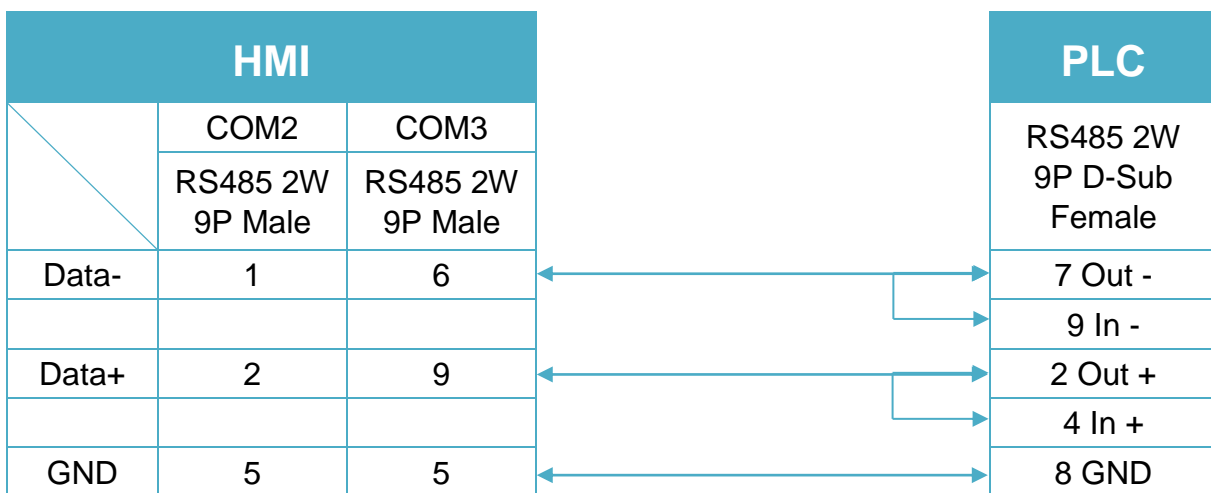 HMI PLC
COM2 COM3
RS485 2W
9P Male
RS485 2W
9P Male
RS485 2W
9P D-Sub
Female
Data- 1 6 7 Out -
9 In -
Data+ 2 9 2 Out +
4 In +
GND 5 5 8 GND